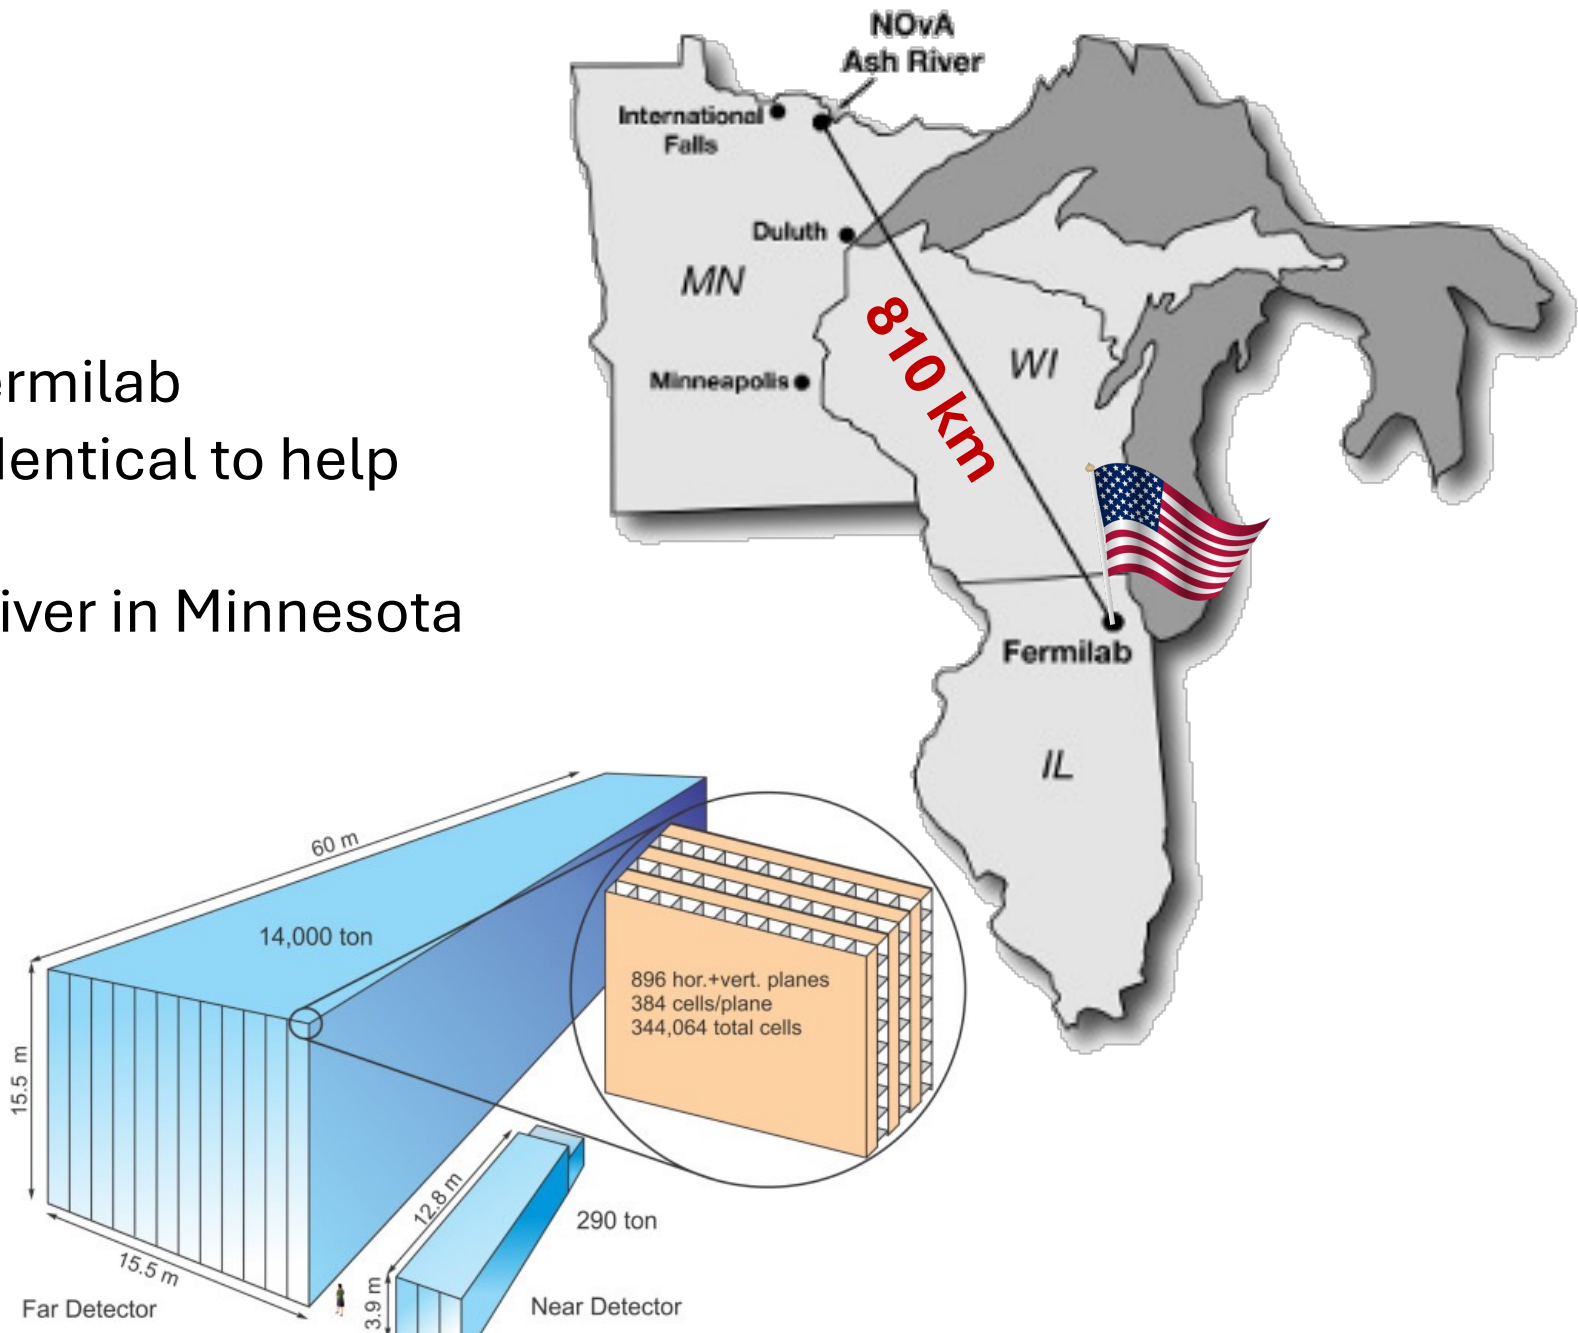 ermilab
dentical to help
iver in Minnesota
NOvA
Ash River
International
Falls
Duluth
MN
810 km
WI
Minneapolis
Fermilab
IL
60 m
14,000 ton
896 hor.+vert. planes
384 cells/plane
344,064 total cells
15.5 m
15.5 m
12.8 m
290 ton
3.9 m
Far Detector
Near Detector